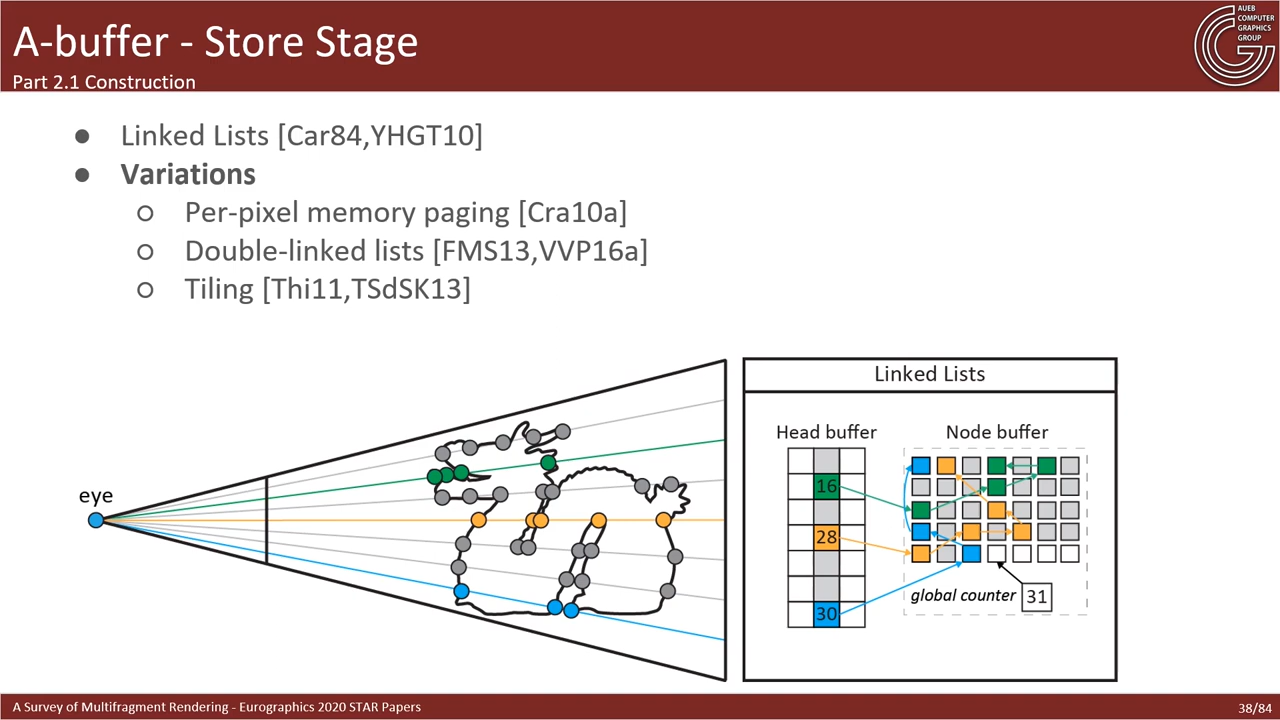 A-buffer - Store Stage
Part 2.1 Construction
AUEB
COMPUTER
GRAPHICS
GROUP
● Linked Lists [Car84,YHGT10]
● Variations
○ Per-pixel memory paging [Cra10a]
○ Double-linked lists [FMS13,VVP16a]
○ Tiling [Thi11,TSdSK13]
eye
Linked Lists
Head buffer
Node buffer
16
28
30
global counter 31
A Survey of Multifragment Rendering - Eurographics 2020 STAR Papers
38/84